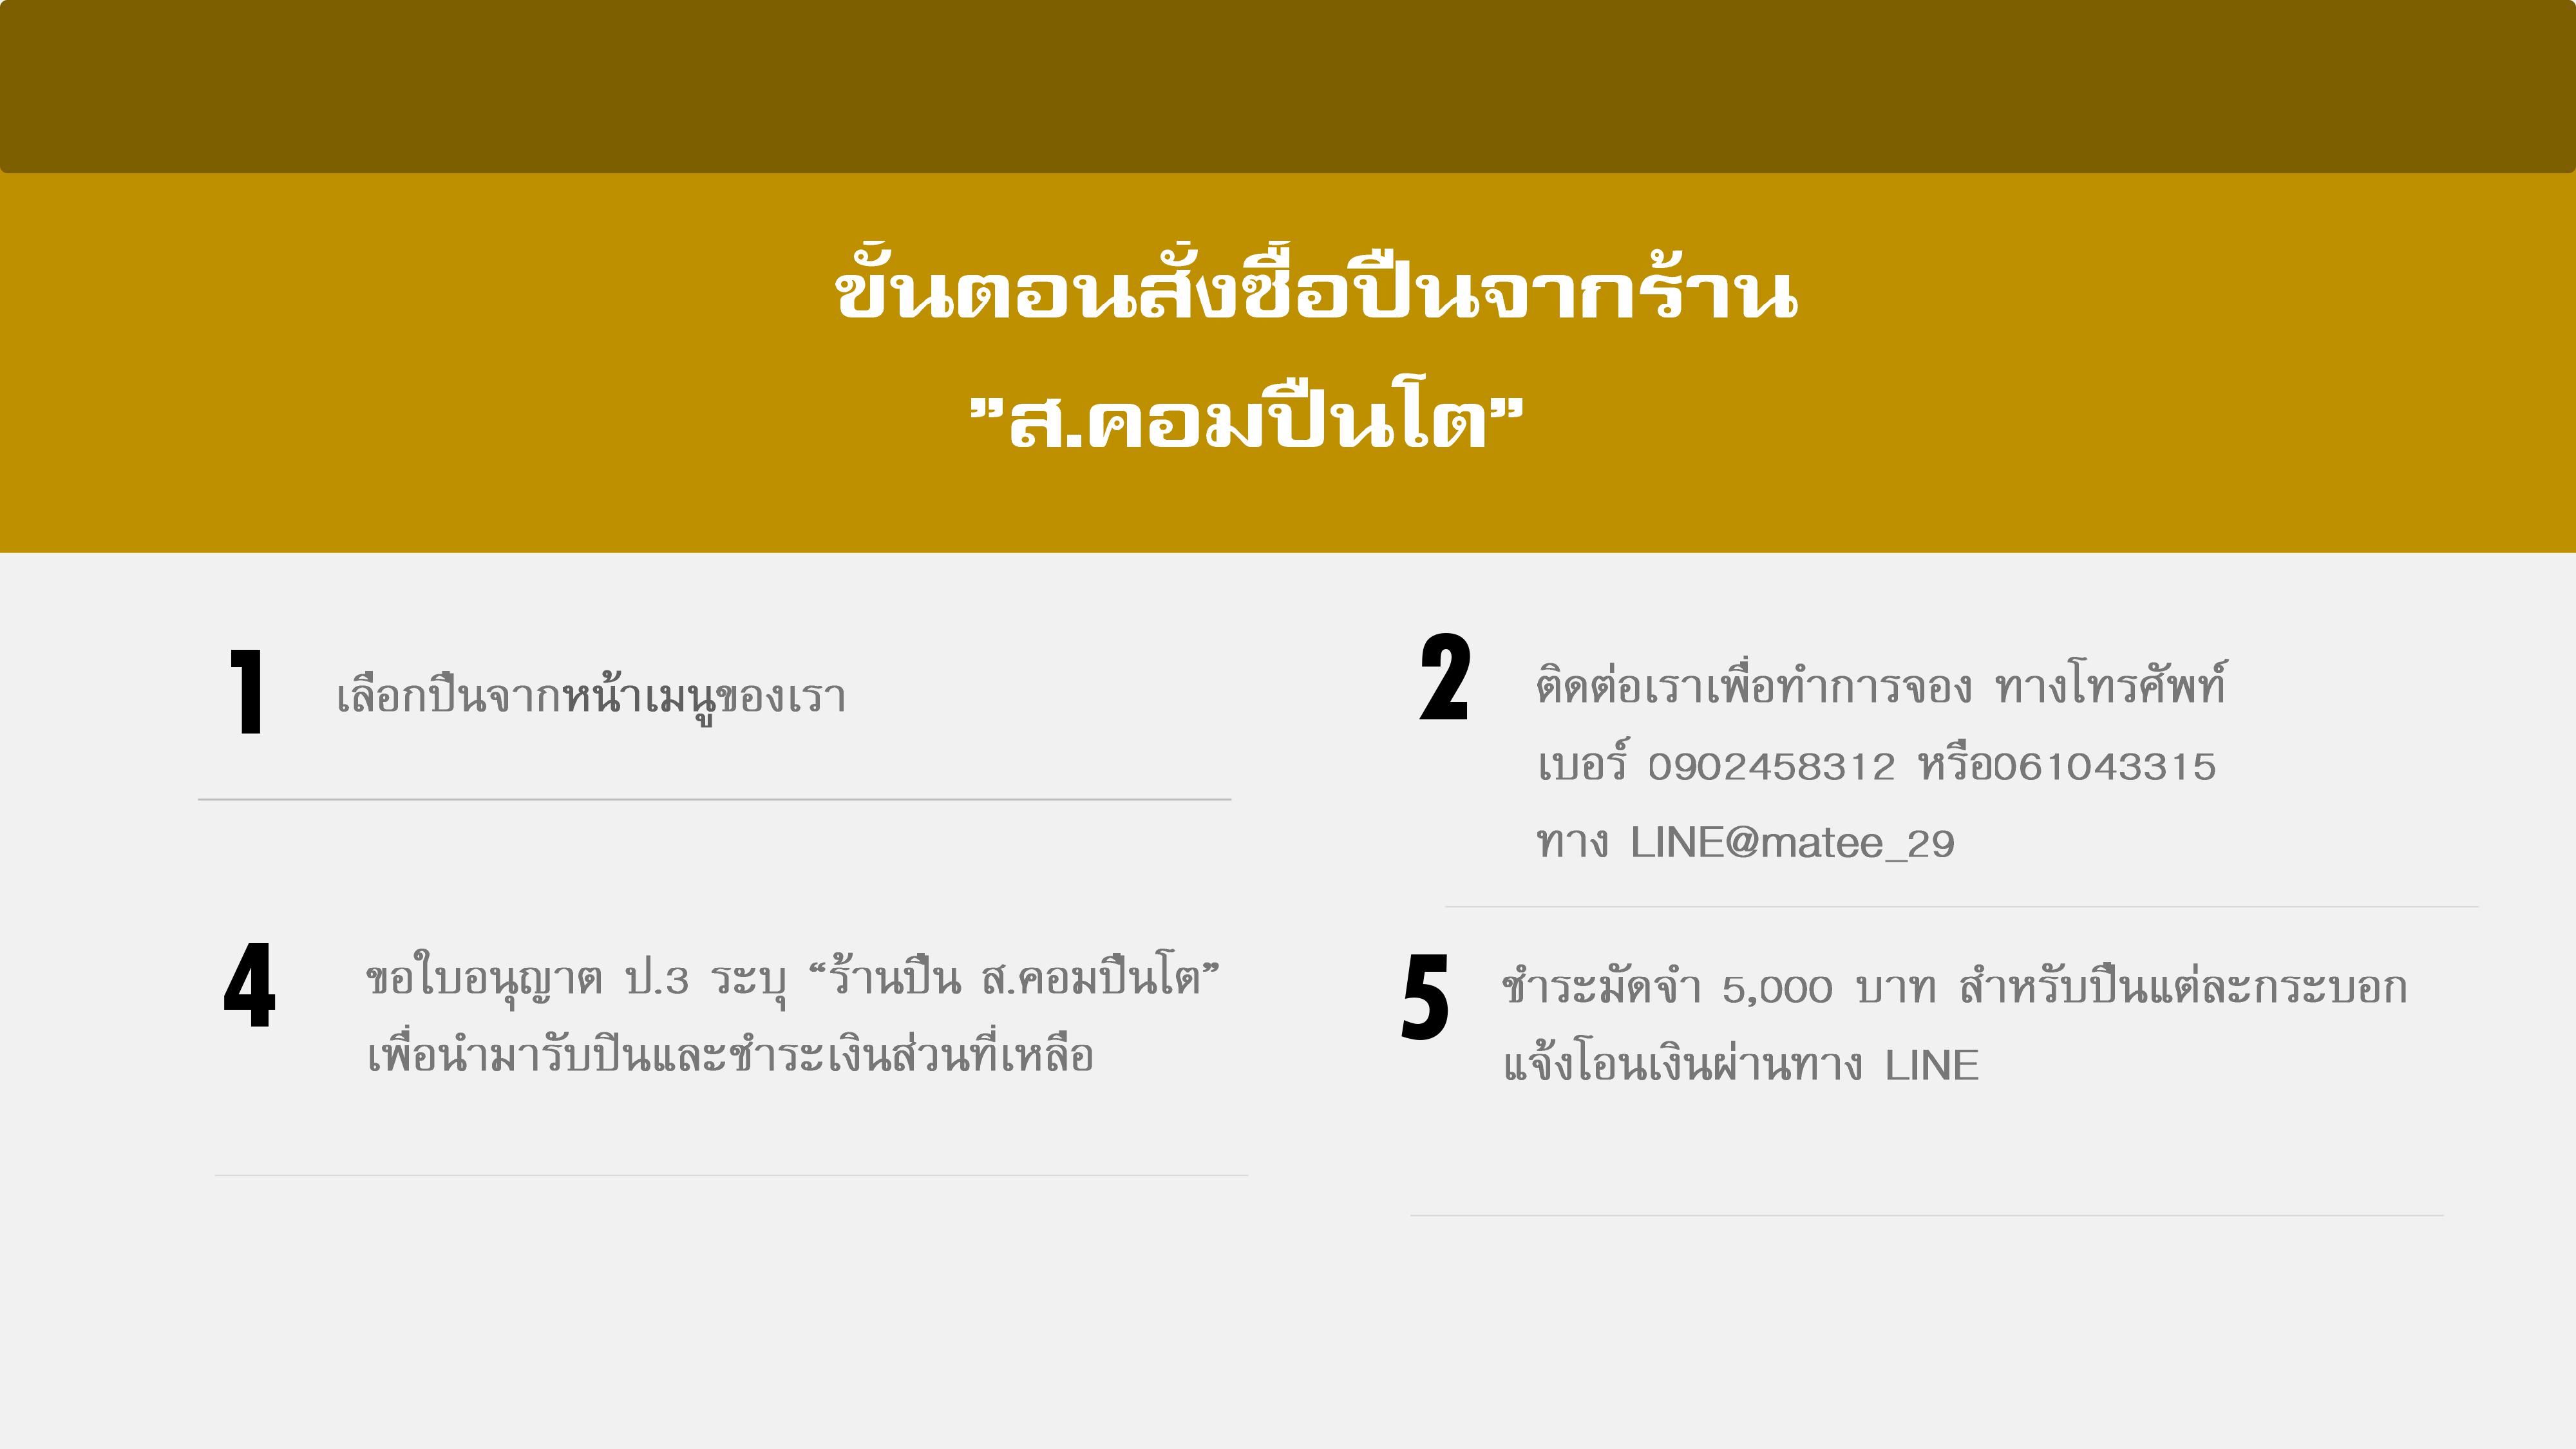 ขั้นตอนสั่งซื้อปืนจากร้าน
”ส.คอมปืนโต”
1
เลือกปืนจากหน้าเมนูของเรา
2
ติดต่อเราเพื่อทำการจอง ทางโทรศัพท์
เบอร์ 0902458312 หรือ061043315
ทาง LINE@matee_29
4
ขอใบอนุญาต ป.3 ระบุ “ร้านปืน ส.คอมปืนโต”
เพื่อนำมารับปืนและชำระเงินส่วนที่เหลือ
5
ชำระมัดจำ 5,000 บาท สำหรับปืนแต่ละกระบอก
แจ้งโอนเงินผ่านทาง LINE